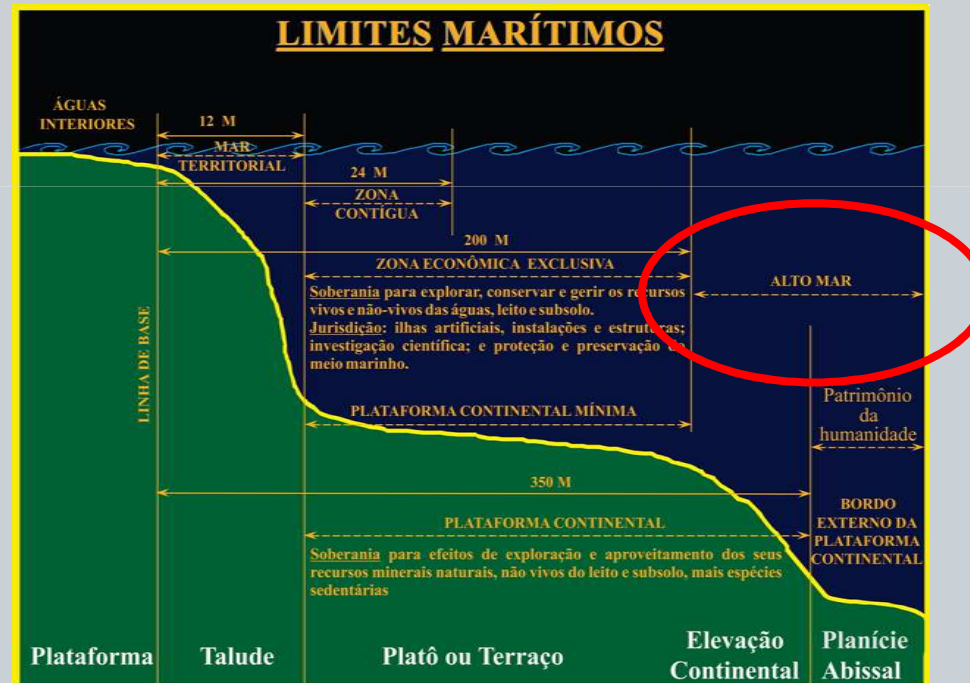 LIMITES MARÍTIMOS
ÁGUAS
INTERIORES
12 M
MAR
TERRITORIAL
24 M
ZONA
CONTÍGUA
200 M
ZONA ECONÔMICA EXCLUSIVA
Soberania para explorar, conservar e gerir os recursos
vivos e não-vivos das águas, leito e subsolo.
Jurisdição: ilhas artificiais, instalações e estruturas;
investigação científica; e proteção e preservação do
meio marinho.
ALTO MAR
LINHA DE BASE
PLATAFORMA CONTINENTAL MÍNIMA
Patrimônio
da
humanidade
350 M
PLATAFORMA CONTINENTAL
Soberania para efeitos de exploração e aproveitamento dos seus
recursos minerais naturais, não vivos do leito e subsolo, mais espécies
sedentárias
BORDO
EXTERNO DA
PLATAFORMA
CONTINENTAL
Plataforma
Talude
Platô ou Terraço
Elevação
Continental
Planície
Abissal